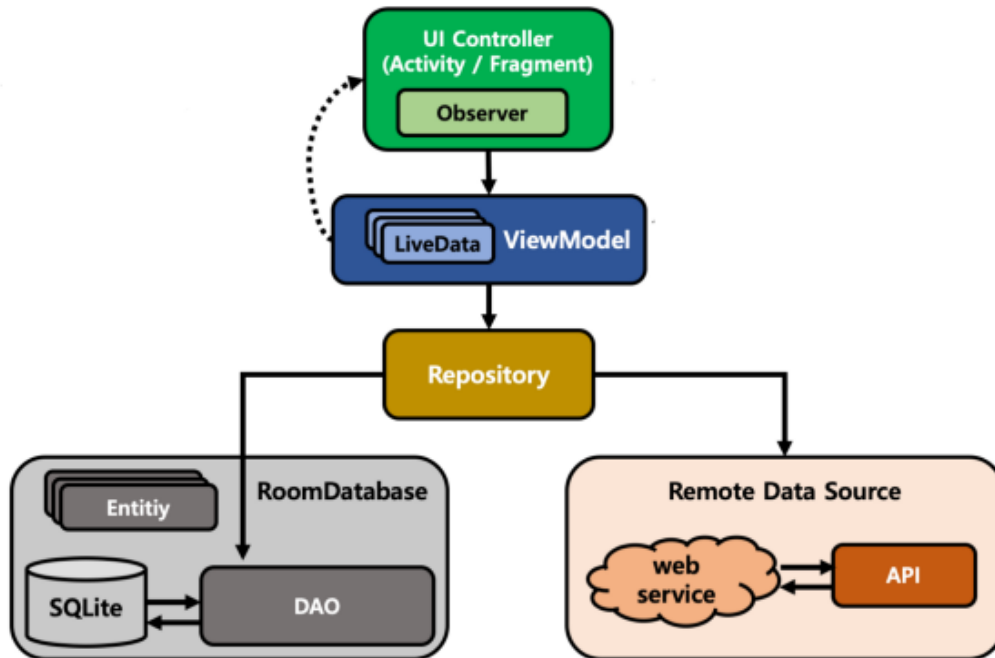 UI Controller
(Activity / Fragment)
Observer
LiveData
ViewModel
Repository
RoomDatabase
Entitiy
SQLite
DAO
Remote Data Source
web
service
API